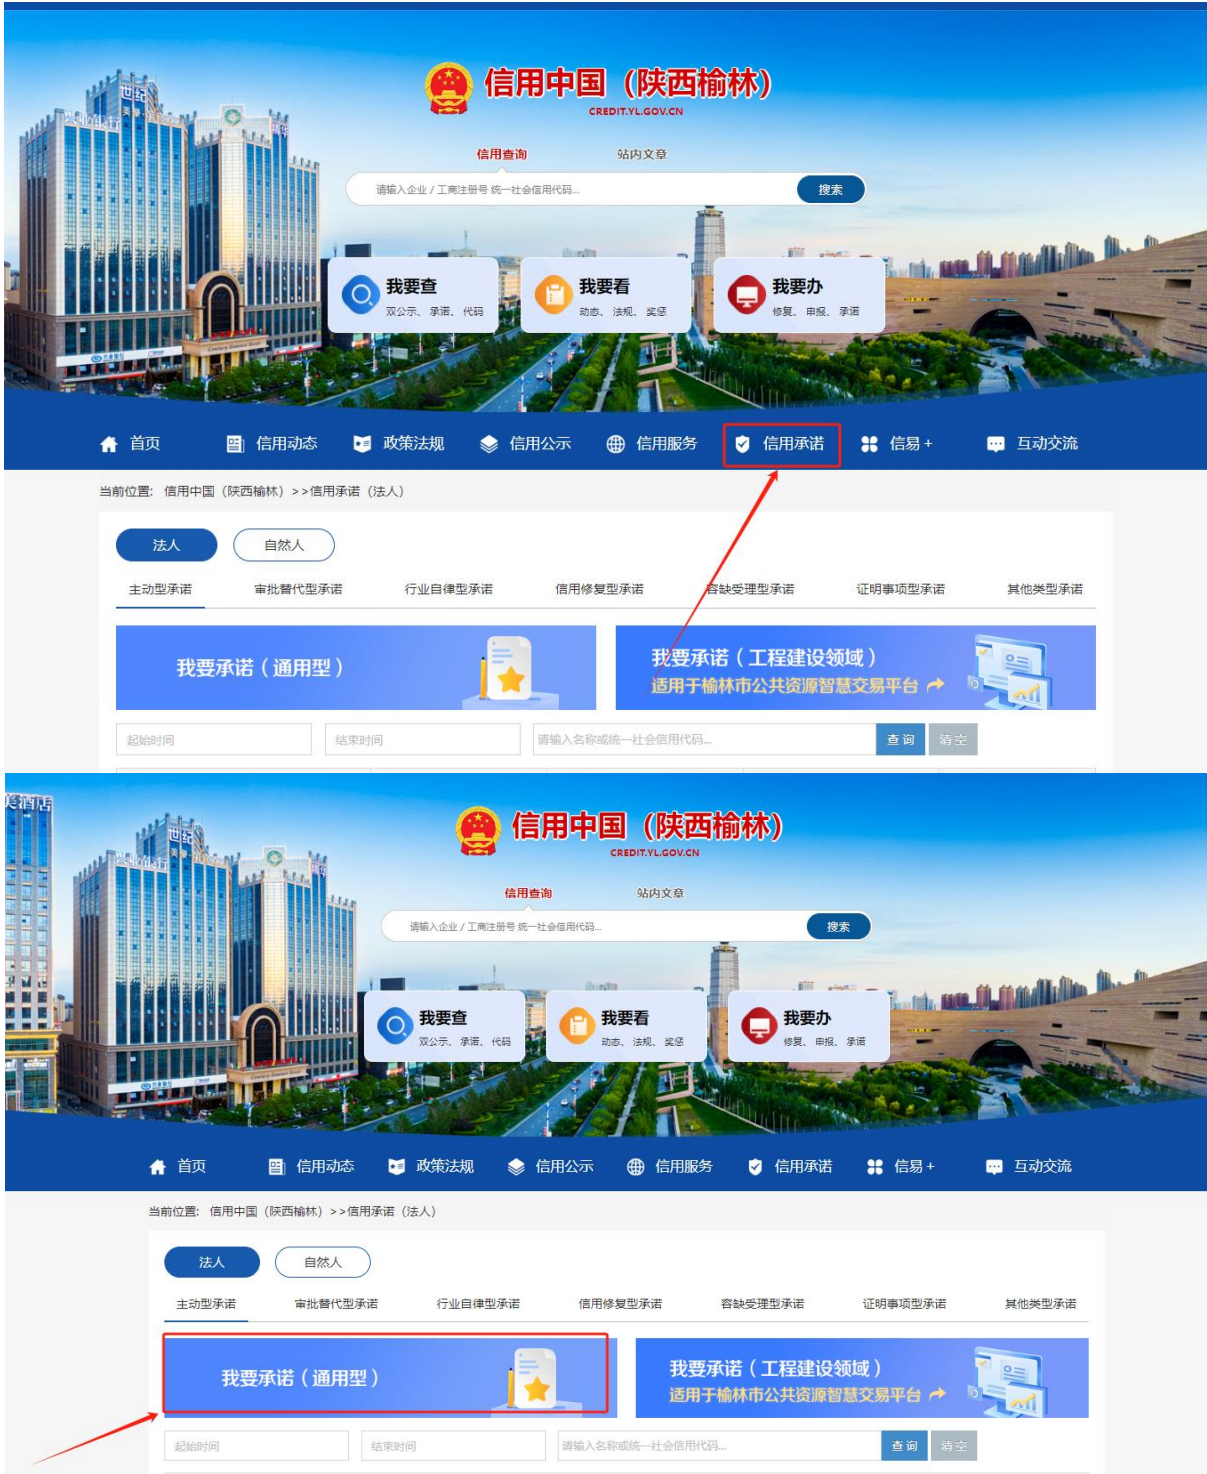 信用中国（陕西榆林）
CREDIT.YL.GOV.CN
信用查询 站内文章
请输入企业 / 工商注册号 统一社会信用代码... 搜索
我要查 我要看 我要办
双公示、 承诺、 代码 动态、 法规、 奖惩 修复、 申报、 承诺
世纪
兴业银行
首页 信用动态 政策法规 信用公示 信用服务 信用承诺 信易 + 互动交流
当前位置: 信用中国（陕西榆林）>>信用承诺（法人）
法人 自然人
主动型承诺 审批替代型承诺 行业自律型承诺 信用修复型承诺 容缺受理型承诺 证明事项型承诺 其他类型承诺
我要承诺（通用型） 我要承诺（工程建设领域）
适用于榆林市公共资源智慧交易平台
起始时间 结束时间 请输入名称或统一社会信用代码... 查 询 清 空
美酒店
信用中国（陕西榆林）
CREDIT.YL.GOV.CN
信用查询 站内文章
请输入企业 / 工商注册号 统一社会信用代码... 搜索
我要查 我要看 我要办
双公示、 承诺、 代码 动态、 法规、 奖惩 修复、 申报、 承诺
世纪
兴业银行
首页 信用动态 政策法规 信用公示 信用服务 信用承诺 信易 + 互动交流
当前位置: 信用中国（陕西榆林）>>信用承诺（法人）
法人 自然人
主动型承诺 审批替代型承诺 行业自律型承诺 信用修复型承诺 容缺受理型承诺 证明事项型承诺 其他类型承诺
我要承诺（通用型） 我要承诺（工程建设领域）
适用于榆林市公共资源智慧交易平台
起始时间 结束时间 请输入名称或统一社会信用代码... 查 询 清 空